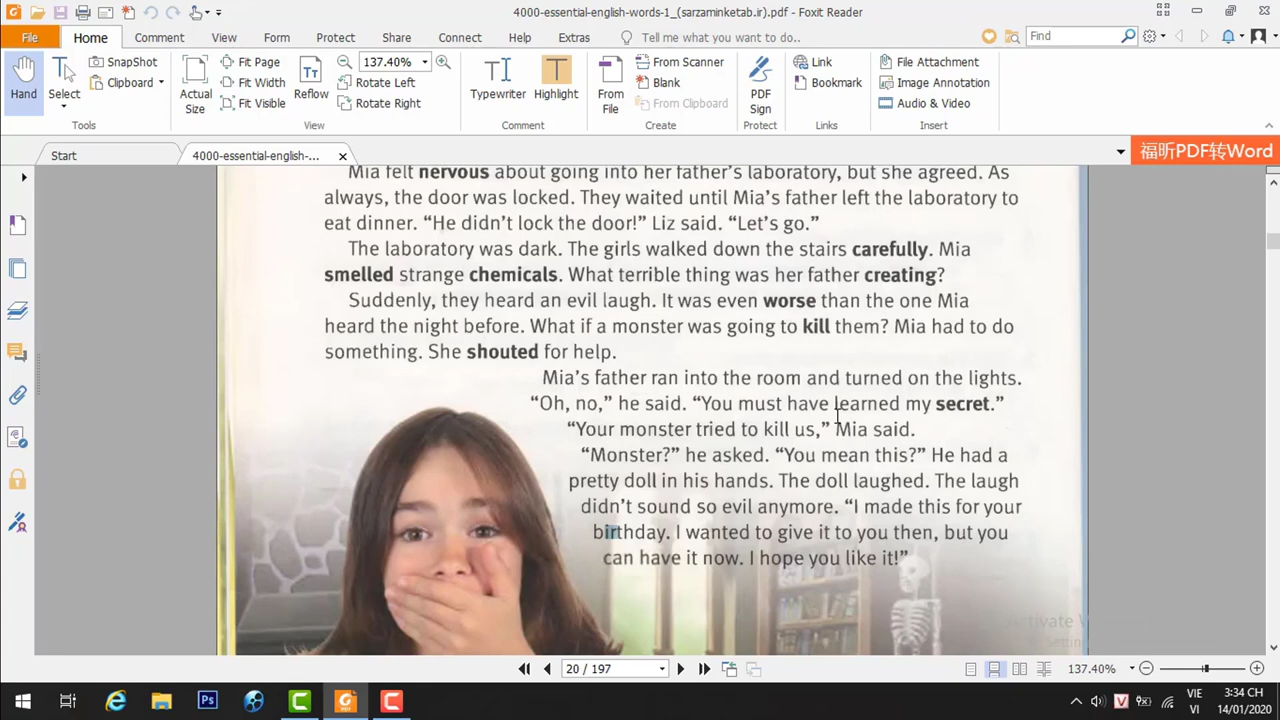 4000-essential-english-words-1_(sarzaminketab.ir).pdf - Foxit Reader
File Home Comment View Form Protect Share Connect Help Extras Tell me what you want to do.. Find
Hand
Select
SnapShot
Clipboard
Tools
Actual
Size
Fit Page
Fit Width
Fit Visible
Reflow
137.40%
Rotate Left
Rotate Right
View
Typewriter
Highlight
Comment
From
File
From Scanner
Blank
From Clipboard
Create
PDF
Sign
Protect
Link
Bookmark
Links
File Attachment
Image Annotation
Audio & Video
Insert
Start
4000-essential-english-...
福昕PDF转Word
Mia felt nervous about going into her father's laboratory, but she agreed. As
always, the door was locked. They waited until Mia's father left the laboratory to
eat dinner. “He didn't lock the door!” Liz said. “Let's go.”
The laboratory was dark. The girls walked down the stairs carefully. Mia
smelled strange chemicals. What terrible thing was her father creating?
Suddenly, they heard an evil laugh. It was even worse than the one Mia
heard the night before. What if a monster was going to kill them? Mia had to do
something. She shouted for help.
Mia's father ran into the room and turned on the lights.
“Oh, no,” he said. “You must have learned my secret.”
“Your monster tried to kill us,” Mia said.
“Monster?” he asked. “You mean this?” He had a
pretty doll in his hands. The doll laughed. The laugh
didn't sound so evil anymore. “I made this for your
birthday. I wanted to give it to you then, but you
can have it now. I hope you like it!”
20 / 197
137.40%
VIE
VI
3:34 CH
14/01/2020